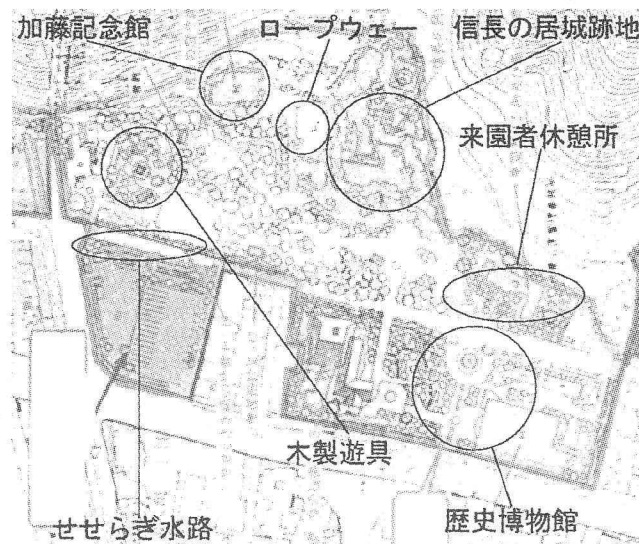 加藤記念館
ロープウェー
信長の居城跡地
来園者休憩所
木製遊具
せせらぎ水路
歴史博物館